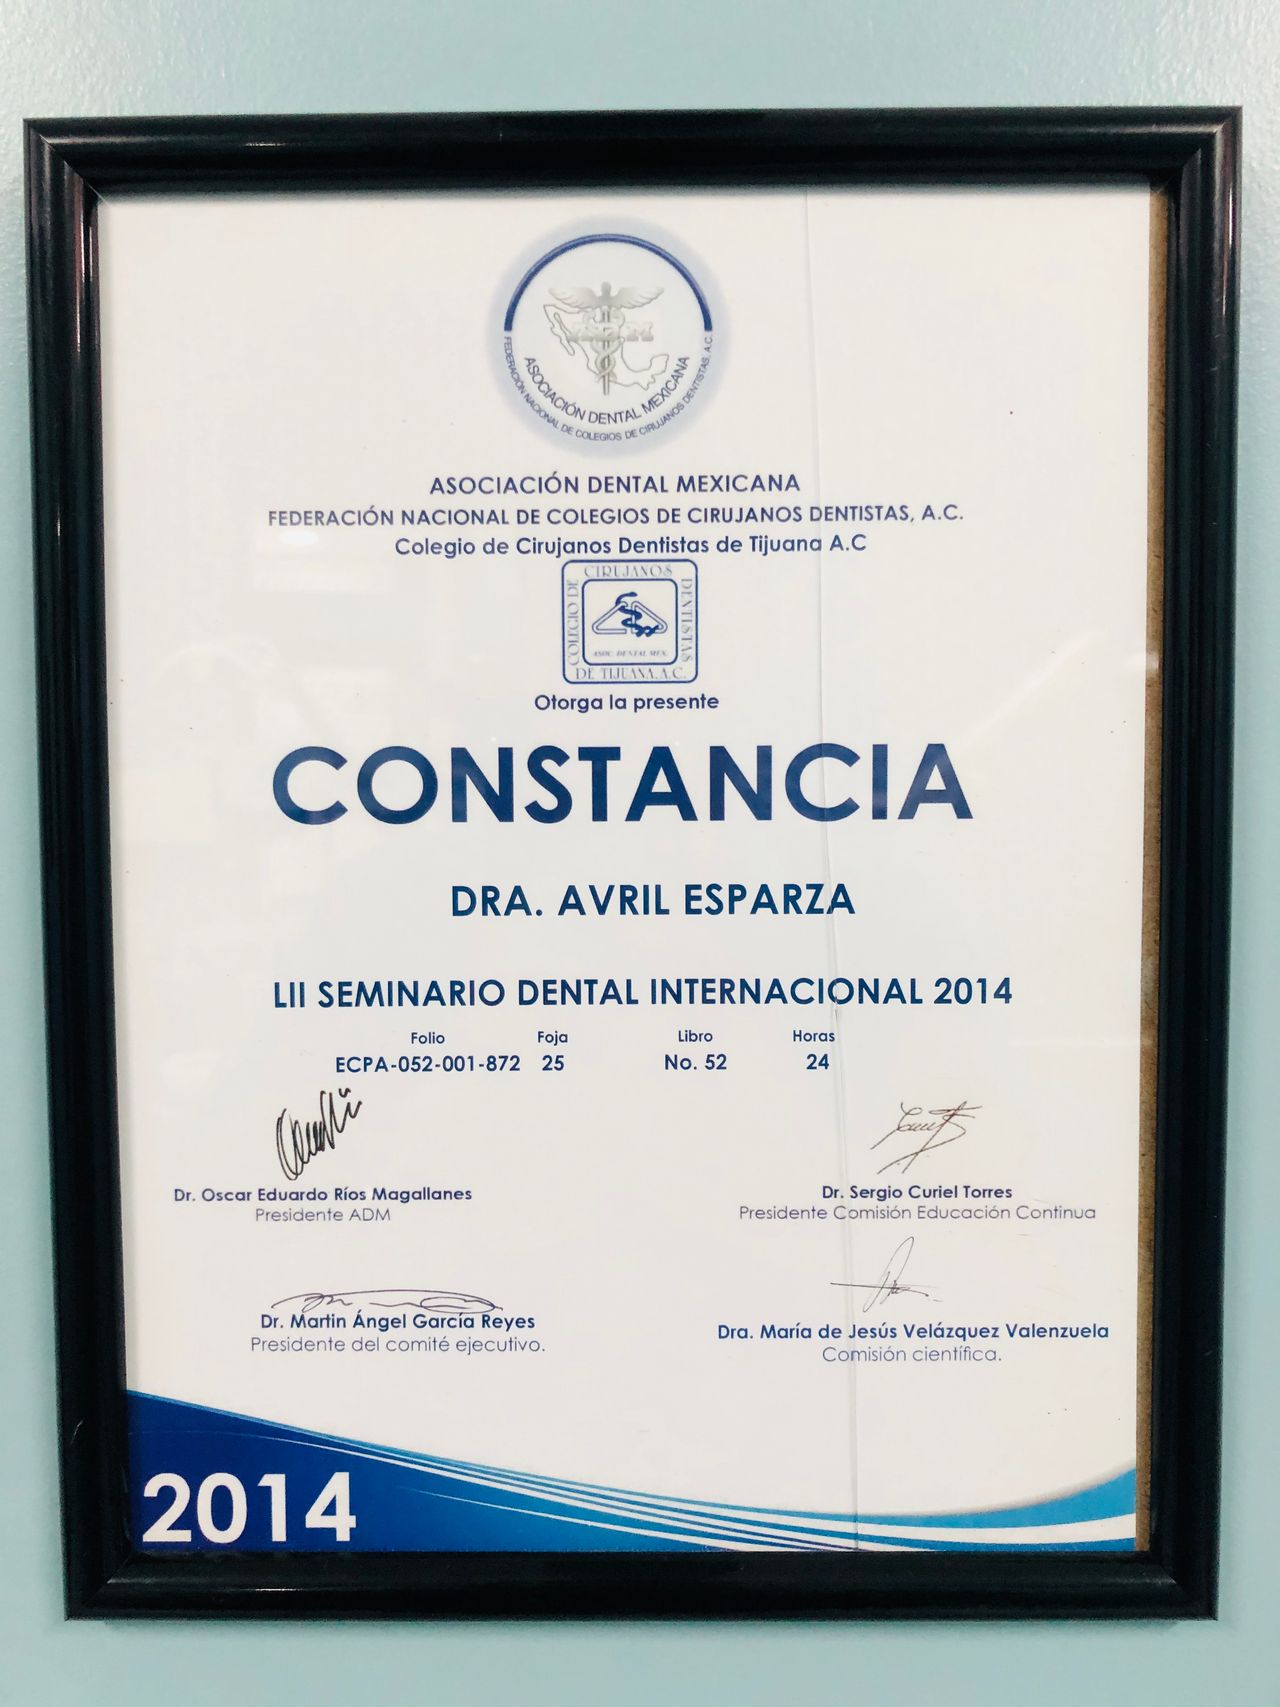 FEDERACIÓN NACIONAL DE COLEGIOS DE CIRUJANOS DENTISTAS, A.C.
ASOCIACIÓN DENTAL MEXICANA
ASOCIACIÓN DENTAL MEXICANA
FEDERACIÓN NACIONAL DE COLEGIOS DE CIRUJANOS DENTISTAS, A.C.
Colegio de Cirujanos Dentistas de Tijuana A.C
COLEGIO DE CIRUJANOS DENTISTAS
ASOC. DENTAL MEX.
DE TIJUANA, A.C.
Otorga la presente
CONSTANCIA
DRA. AVRIL ESPARZA
LII SEMINARIO DENTAL INTERNACIONAL 2014
Folio Foja Libro Horas
ECPA-052-001-872 25 No. 52 24
Dr. Oscar Eduardo Ríos Magallanes
Presidente ADM
Dr. Sergio Curiel Torres
Presidente Comisión Educación Continua
Dr. Martin Ángel García Reyes
Presidente del comité ejecutivo.
Dra. María de Jesús Velázquez Valenzuela
Comisión científica.
2014